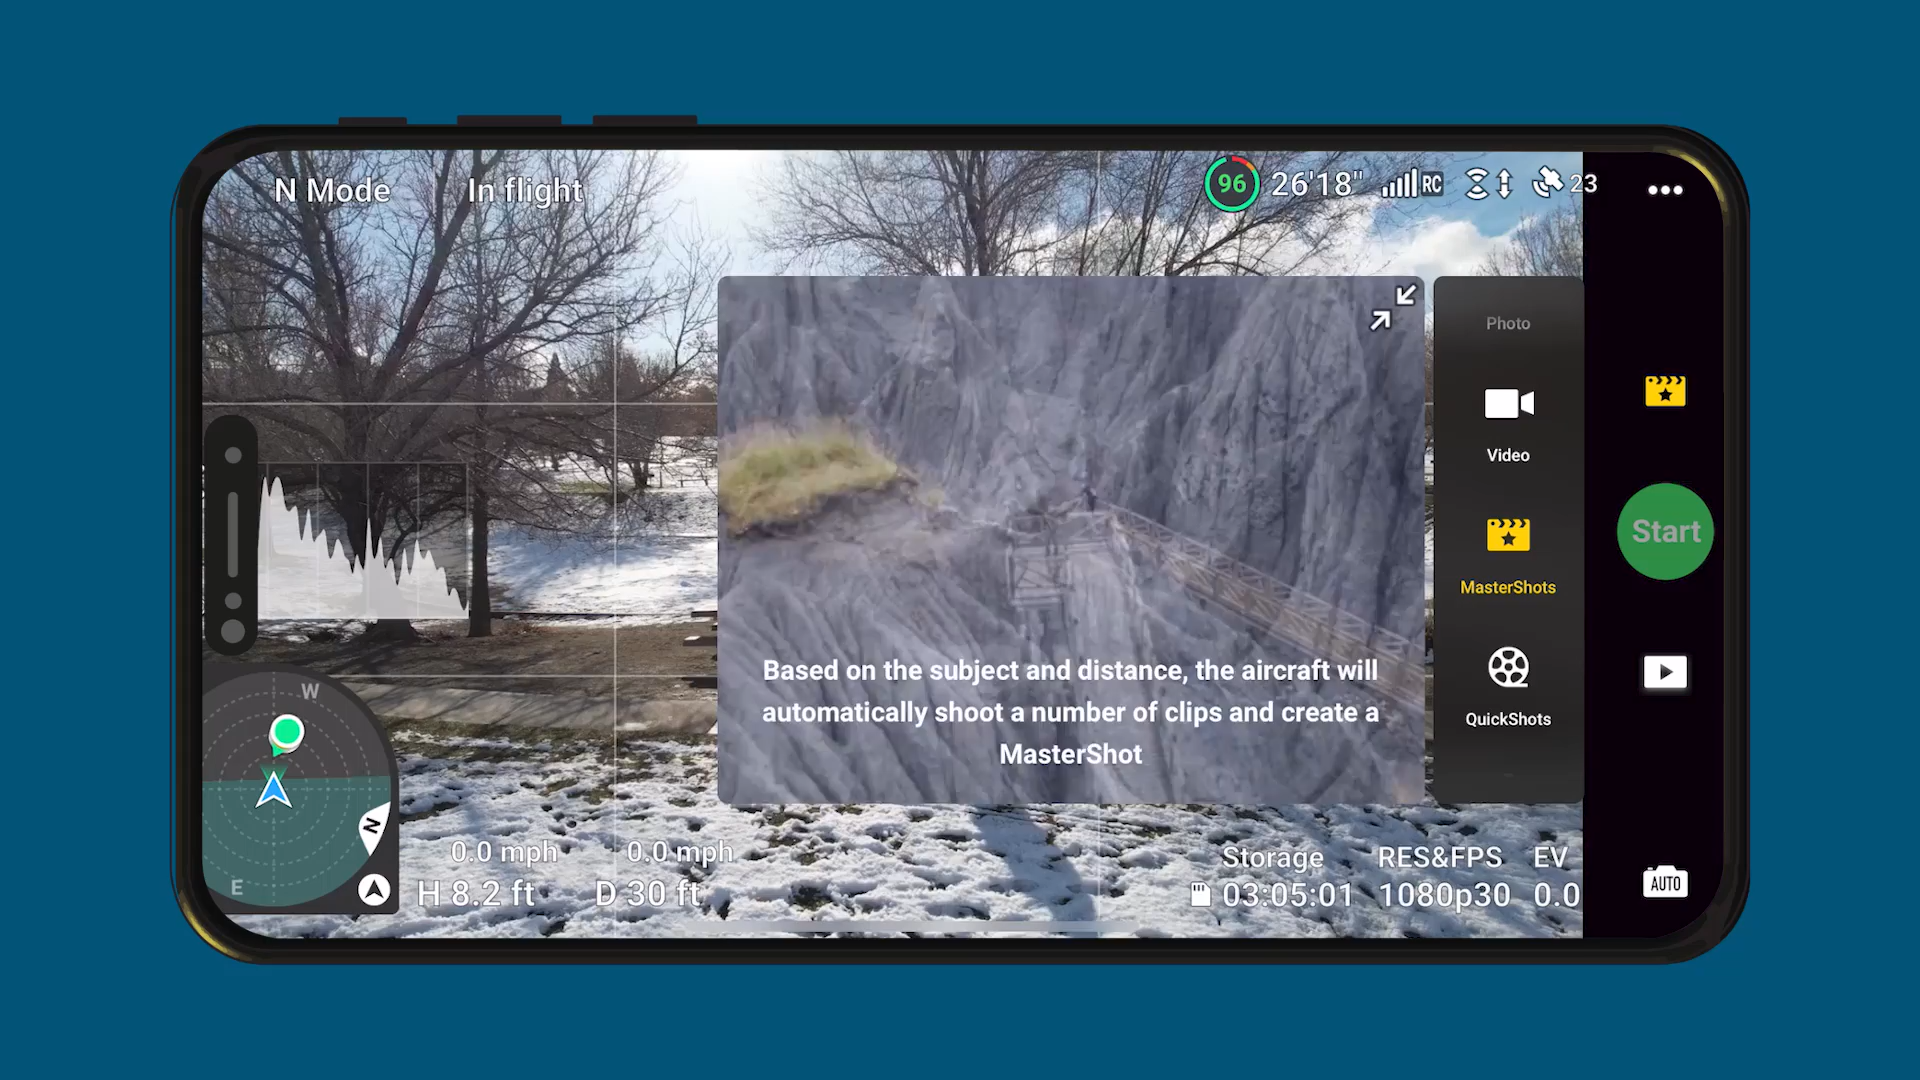 N Mode
In flight
96
26'18"
RC
23
Photo
Video
MasterShots
QuickShots
Start
Based on the subject and distance, the aircraft will
automatically shoot a number of clips and create a
MasterShot
W
N
E
0.0 mph
0.0 mph
H 8.2 ft
D 30 ft
Storage
RES&FPS
EV
03:05:01
1080p30
0.0
AUTO